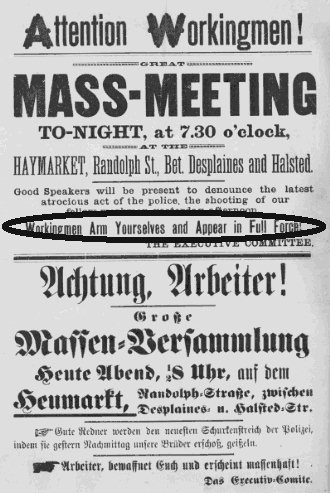 Attention Workingmen!
GREAT
MASS-MEETING
TO-NIGHT, at 7.30 o'clock,
AT THE
HAYMARKET, Randolph St., Bet. Desplaines and Halsted.
Good Speakers will be present to denounce the latest
atrocious act of the police, the shooting of our
yesterday afternoon.
Workingmen Arm Yourselves and Appear in Full Force!
THE EXECUTIVE COMMITTEE.
Achtung, Arbeiter!
Große
Massen-Versammlung
Heute Abend, ½8 Uhr, auf dem
Heumarkt, Randolph-Straße, zwischen
Desplaines- u. Halsted-Str.
Gute Redner werden den neuesten Schurkenstreich der Polizei,
indem sie gestern Nachmittag unsere Brüder erschoß, geißeln.
Arbeiter, bewaffnet Euch und erscheint massenhaft!
Das Executiv-Comite.